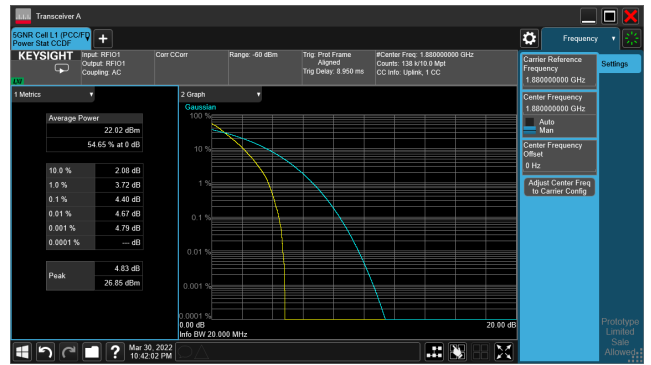 Transceiver A
5GNR Cell L1 (PCC/FD
Power Stat CCDF
Frequency
KEYSIGHT
Input: RFIO1
Output: RFIO1
Coupling: AC
Corr CCorr
Range: -60 dBm
Trig: Prot Frame
Aligned
Trig Delay: 8.950 ms
#Center Freq: 1.880000000 GHz
Counts: 138 k/10.0 Mpt
CC Info: Uplink, 1 CC
LW
Carrier Reference
Frequency
1.880000000 GHz
Settings
Center Frequency
1.880000000 GHz
Auto
Man
Center Frequency
Offset
0 Hz
Adjust Center Freq
to Carrier Config
1 Metrics
Average Power
22.02 dBm
54.65 % at 0 dB
10.0 % 2.08 dB
1.0 % 3.72 dB
0.1 % 4.40 dB
0.01 % 4.67 dB
0.001 % 4.79 dB
0.0001 % --- dB
Peak
4.83 dB
26.85 dBm
2 Graph
Gaussian
100 %
10 %
1 %
0.1 %
0.01 %
0.001 %
0.0001 %
0.00 dB
20.00 dB
Info BW 20.000 MHz
Prototype
Limited
Sale
Allowed
?
Mar 30, 2022
10:42:02 PM